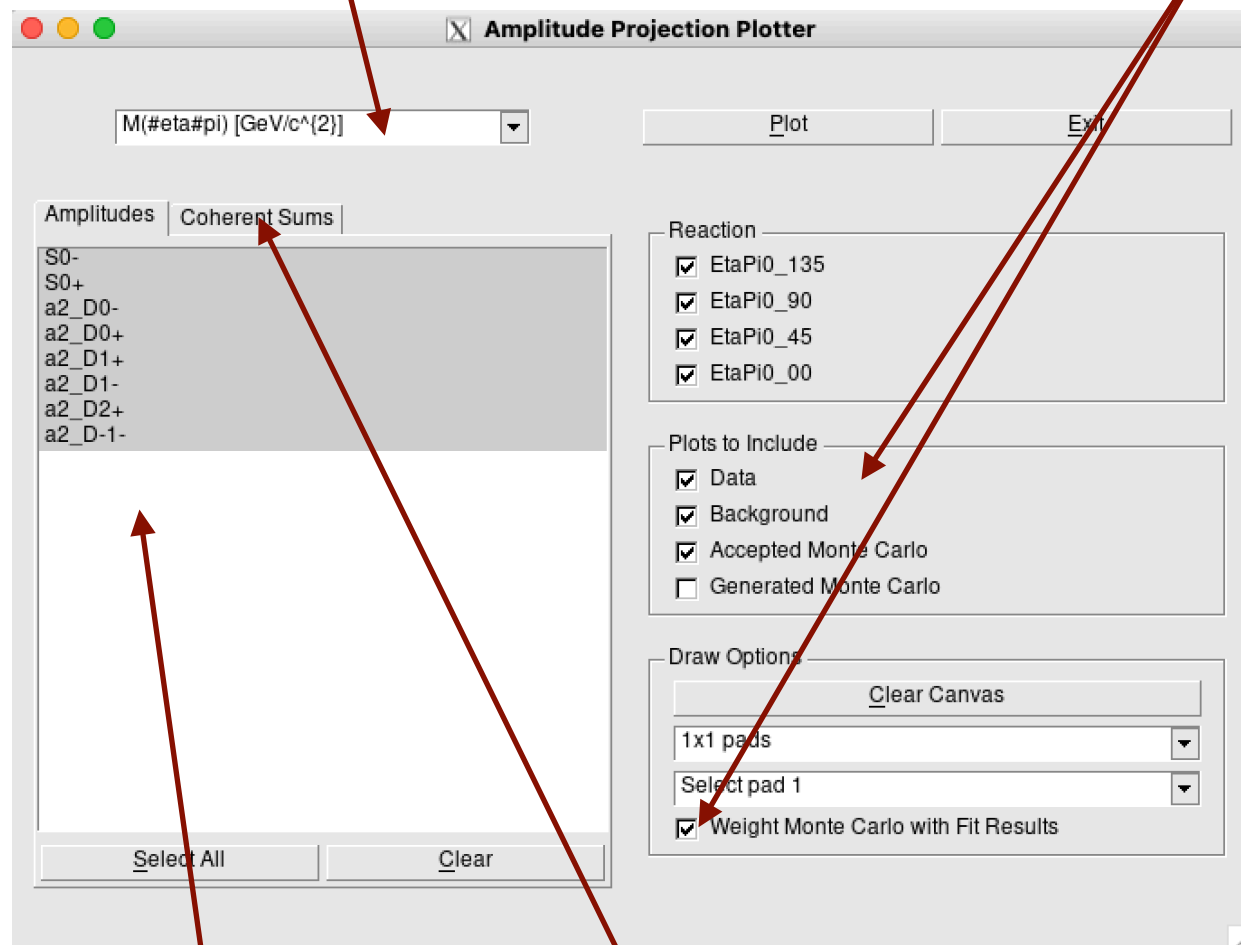 X Amplitude Projection Plotter
M(#eta#pi) [GeV/c^{2}]
Plot
Exit
Amplitudes
Coherent Sums
S0-
S0+
a2_D0-
a2_D0+
a2_D1+
a2_D1-
a2_D2+
a2_D-1-
Select All
Clear
Reaction
EtaPi0_135
EtaPi0_90
EtaPi0_45
EtaPi0_00
Plots to Include
Data
Background
Accepted Monte Carlo
Generated Monte Carlo
Draw Options
Clear Canvas
1x1 pads
Select pad 1
Weight Monte Carlo with Fit Results